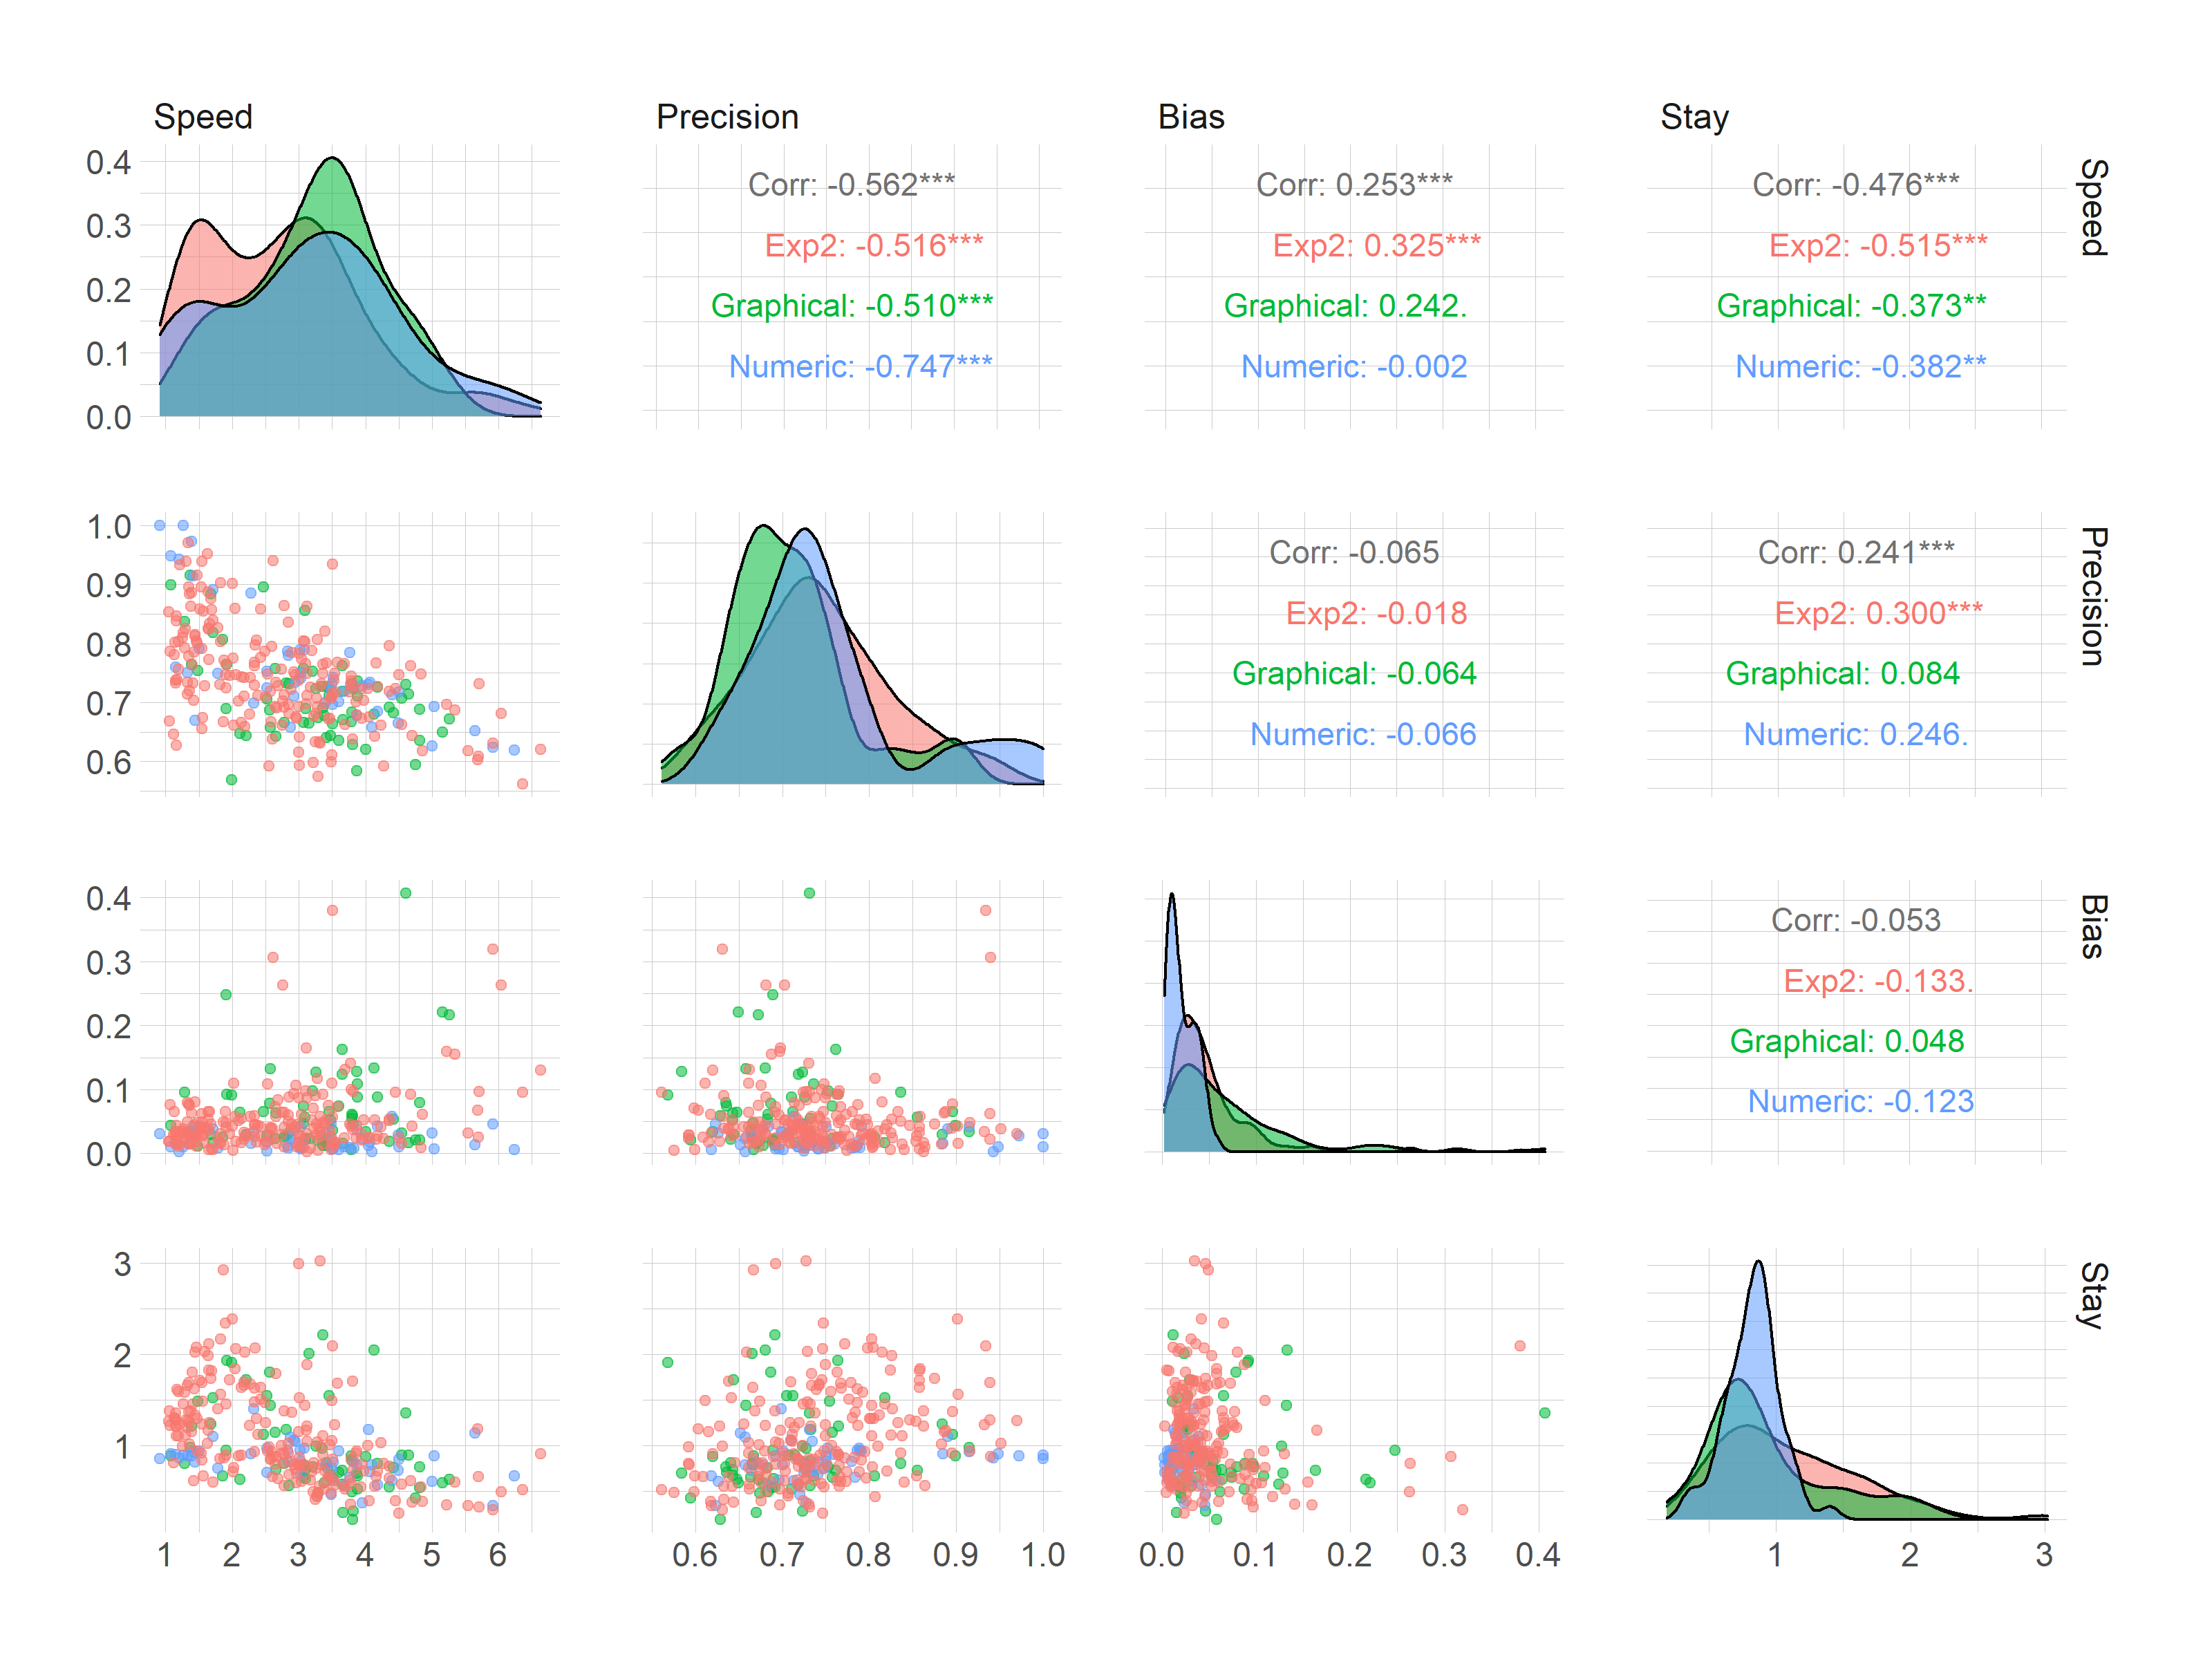 Speed
Precision
Bias
Stay
0.4
0.3
0.2
0.1
0.0
Corr: -0.562***
Exp2: -0.516***
Graphical: -0.510***
Numeric: -0.747***
Corr: 0.253***
Exp2: 0.325***
Graphical: 0.242.
Numeric: -0.002
Corr: -0.476***
Exp2: -0.515***
Graphical: -0.373**
Numeric: -0.382**
Speed
1.0
0.9
0.8
0.7
0.6
Corr: -0.065
Exp2: -0.018
Graphical: -0.064
Numeric: -0.066
Corr: 0.241***
Exp2: 0.300***
Graphical: 0.084
Numeric: 0.246.
Precision
0.4
0.3
0.2
0.1
0.0
Corr: -0.053
Exp2: -0.133.
Graphical: 0.048
Numeric: -0.123
Bias
3
2
1
Stay
1 2 3 4 5 6
0.6 0.7 0.8 0.9 1.0
0.0 0.1 0.2 0.3 0.4
1 2 3